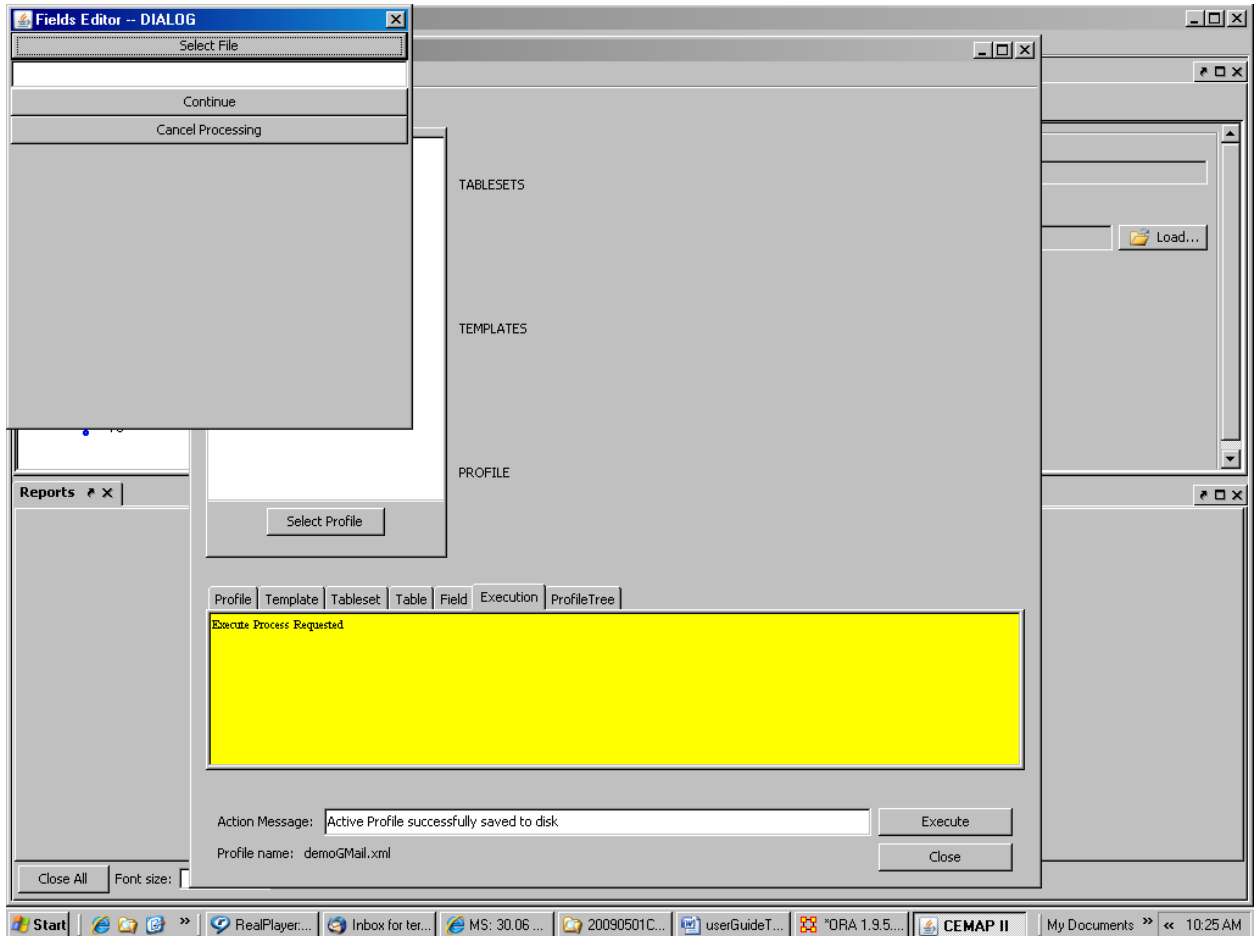 Fields Editor -- DIALOG
Select File
Continue
Cancel Processing
Load...
TABLESETS
TEMPLATES
PROFILE
Select Profile
Reports
Profile Template Tableset Table Field Execution ProfileTree
Execute Process Requested
Action Message: Active Profile successfully saved to disk Execute
Profile name: demoGMail.xml Close
Close All Font size:
Start » RealPlayer:... Inbox for ter... MS: 30.06 ... 20090501C... userGuideT... *ORA 1.9.5.... CEMAP II My Documents » « 10:25 AM